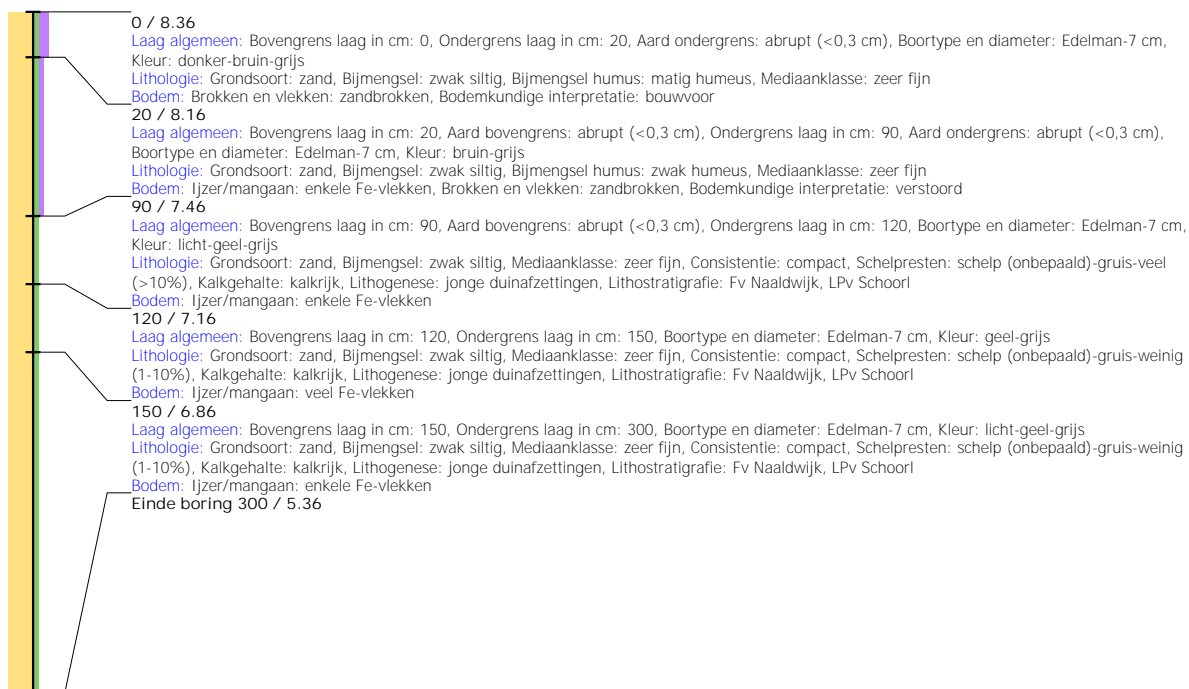 0 / 8.36
Laag algemeen: Bovengrens laag in cm: 0, Ondergrens laag in cm: 20, Aard ondergrens: abrupt (<0,3 cm), Boortype en diameter: Edelman-7 cm,
Kleur: donker-bruin-grijs
Lithologie: Grondsoort: zand, Bijmengsel: zwak siltig, Bijmengsel humus: matig humeus, Mediaanklasse: zeer fijn
Bodem: Brokken en vlekken: zandbrokken, Bodemkundige interpretatie: bouwvoor
20 / 8.16
Laag algemeen: Bovengrens laag in cm: 20, Aard bovengrens: abrupt (<0,3 cm), Ondergrens laag in cm: 90, Aard ondergrens: abrupt (<0,3 cm),
Boortype en diameter: Edelman-7 cm, Kleur: bruin-grijs
Lithologie: Grondsoort: zand, Bijmengsel: zwak siltig, Bijmengsel humus: zwak humeus, Mediaanklasse: zeer fijn
Bodem: Ijzer/mangaan: enkele Fe-vlekken, Brokken en vlekken: zandbrokken, Bodemkundige interpretatie: verstoord
90 / 7.46
Laag algemeen: Bovengrens laag in cm: 90, Aard bovengrens: abrupt (<0,3 cm), Ondergrens laag in cm: 120, Boortype en diameter: Edelman-7 cm,
Kleur: licht-geel-grijs
Lithologie: Grondsoort: zand, Bijmengsel: zwak siltig, Mediaanklasse: zeer fijn, Consistentie: compact, Schelpresten: schelp (onbepaald)-gruis-veel
(>10%), Kalkgehalte: kalkrijk, Lithogenese: jonge duinafzettingen, Lithostratigrafie: Fv Naaldwijk, LPv Schoorl
Bodem: Ijzer/mangaan: enkele Fe-vlekken
120 / 7.16
Laag algemeen: Bovengrens laag in cm: 120, Ondergrens laag in cm: 150, Boortype en diameter: Edelman-7 cm, Kleur: geel-grijs
Lithologie: Grondsoort: zand, Bijmengsel: zwak siltig, Mediaanklasse: zeer fijn, Consistentie: compact, Schelpresten: schelp (onbepaald)-gruis-weinig
(1-10%), Kalkgehalte: kalkrijk, Lithogenese: jonge duinafzettingen, Lithostratigrafie: Fv Naaldwijk, LPv Schoorl
Bodem: Ijzer/mangaan: veel Fe-vlekken
150 / 6.86
Laag algemeen: Bovengrens laag in cm: 150, Ondergrens laag in cm: 300, Boortype en diameter: Edelman-7 cm, Kleur: licht-geel-grijs
Lithologie: Grondsoort: zand, Bijmengsel: zwak siltig, Mediaanklasse: zeer fijn, Consistentie: compact, Schelpresten: schelp (onbepaald)-gruis-weinig
(1-10%), Kalkgehalte: kalkrijk, Lithogenese: jonge duinafzettingen, Lithostratigrafie: Fv Naaldwijk, LPv Schoorl
Bodem: Ijzer/mangaan: enkele Fe-vlekken
Einde boring 300 / 5.36